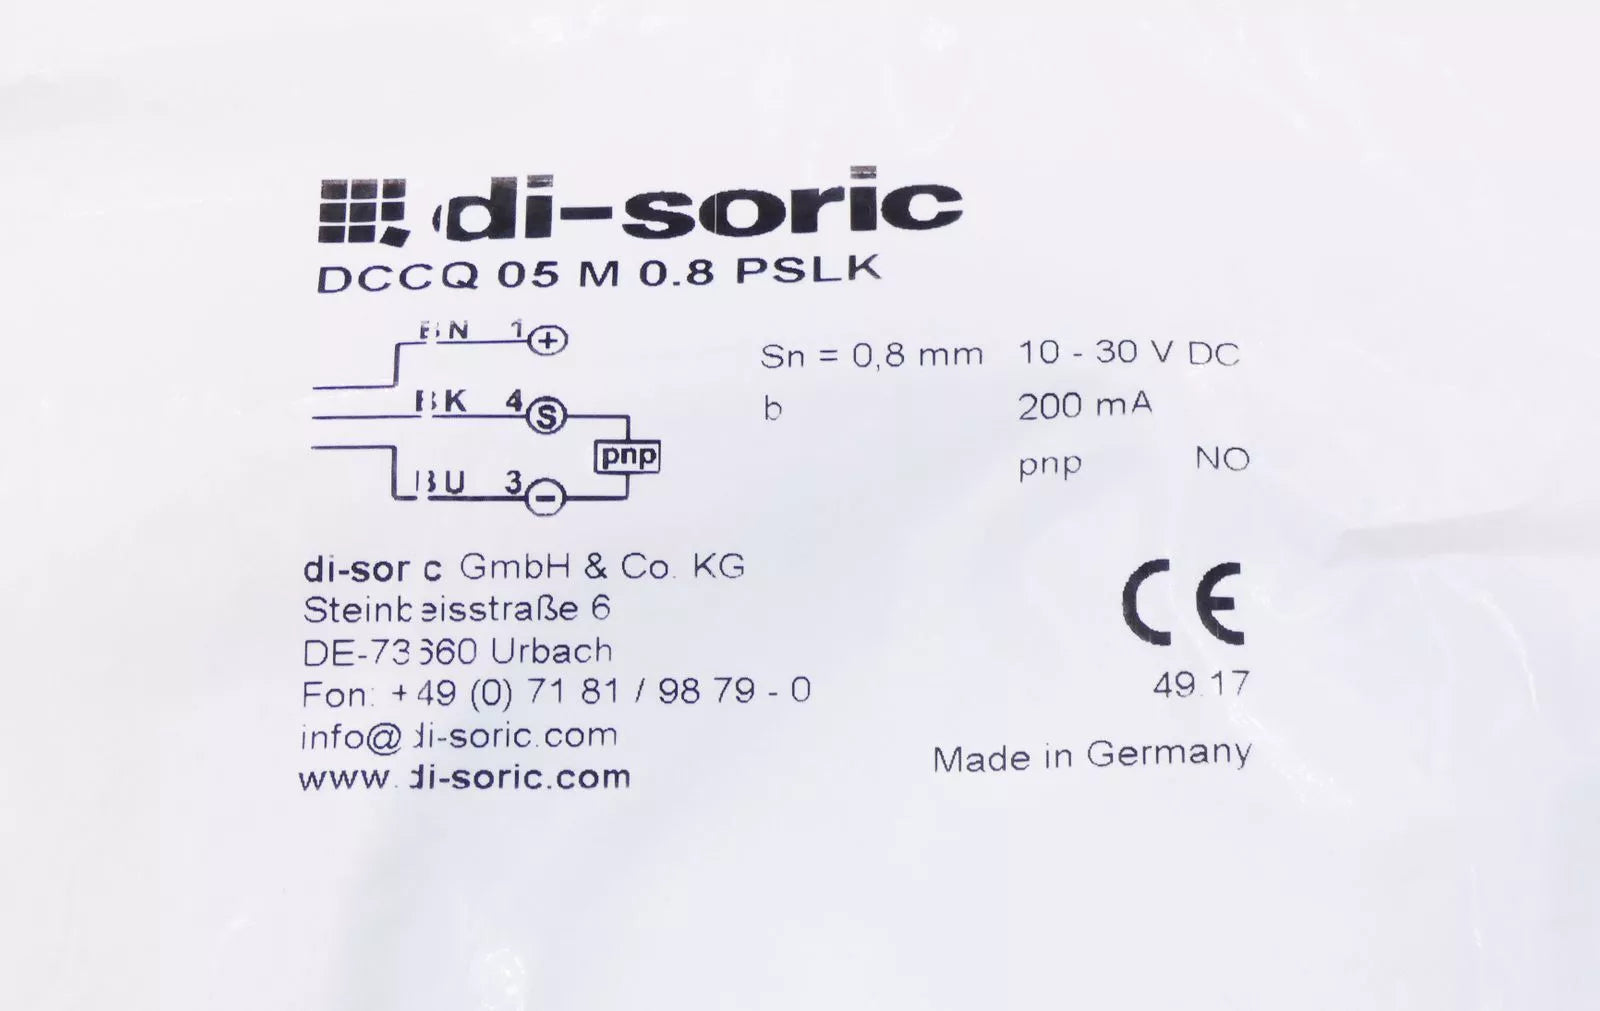 di-soric
DCCQ 05 M 0.8 PSLK
BN 1 +
BK 4 S
pnp
BU 3 -
Sn = 0,8 mm 10 - 30 V DC
b 200 mA
pnp NO
di-soric GmbH & Co. KG
Steinbeisstraße 6
DE-73660 Urbach
Fon: +49 (0) 71 81 / 98 79 - 0
info@di-soric.com
www.di-soric.com
CE
49.17
Made in Germany